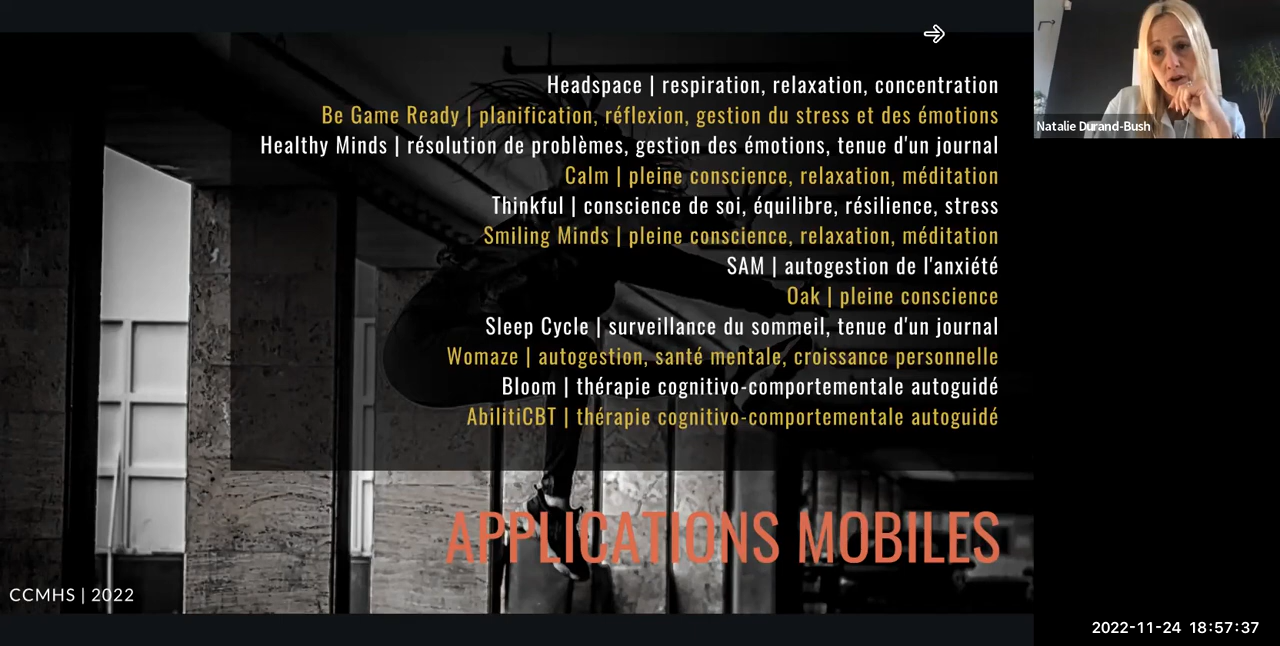 Headspace | respiration, relaxation, concentration
Be Game Ready | planification, réflexion, gestion du stress et des émotions
Healthy Minds | résolution de problèmes, gestion des émotions, tenue d'un journal
Calm | pleine conscience, relaxation, méditation
Thinkful | conscience de soi, équilibre, résilience, stress
Smiling Minds | pleine conscience, relaxation, méditation
SAM | autogestion de l'anxiété
Oak | pleine conscience
Sleep Cycle | surveillance du sommeil, tenue d'un journal
Womaze | autogestion, santé mentale, croissance personnelle
Bloom | thérapie cognitivo-comportementale autoguidé
AbilitiCBT | thérapie cognitivo-comportementale autoguidé
APPLICATIONS MOBILES
CCMHS | 2022
Natalie Durand-Bush
2022-11-24 18:57:37